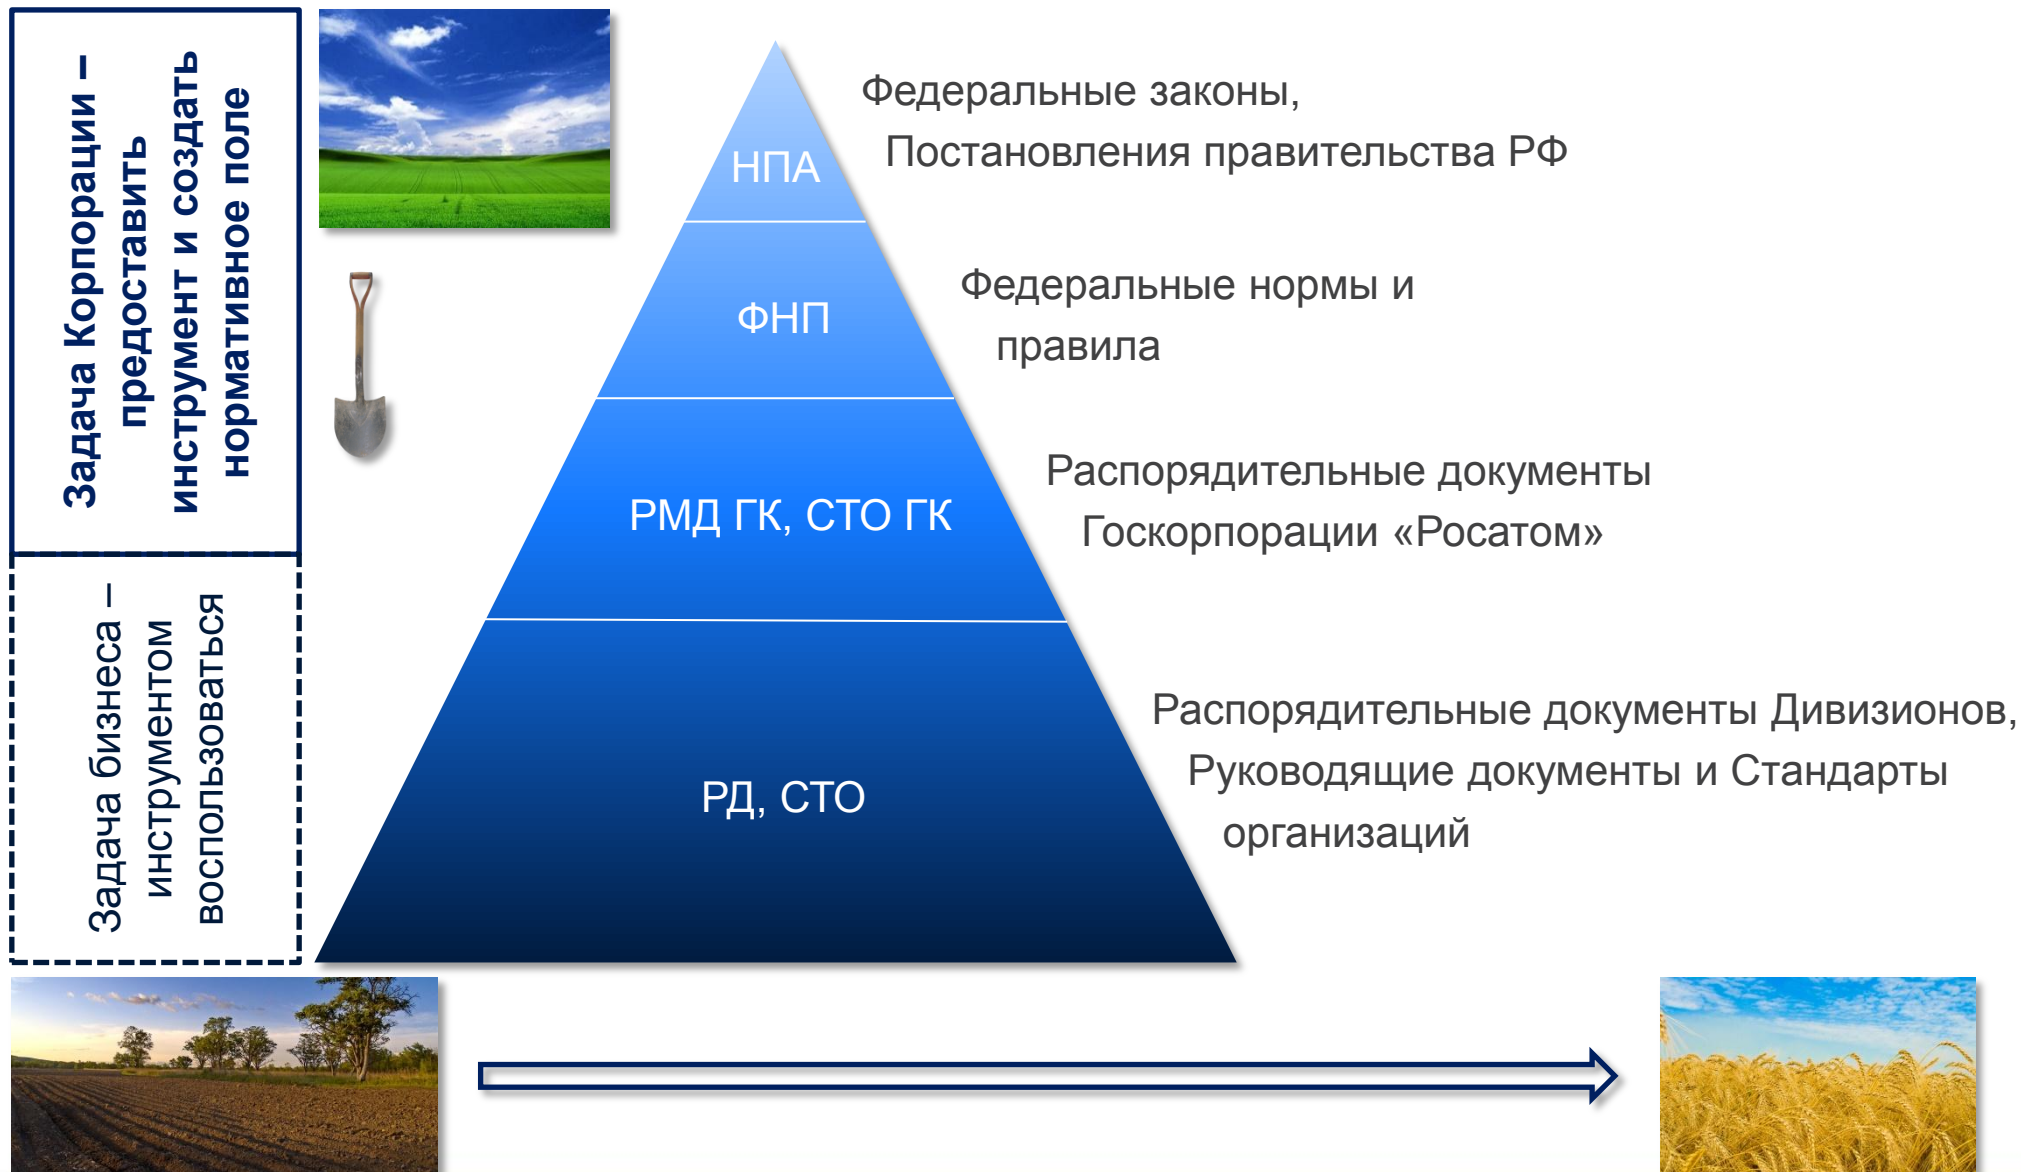 Задача Корпорации –
предоставить
инструмент и создать
нормативное поле
Задача бизнеса –
инструментом
воспользоваться
НПА
Федеральные законы,
Постановления правительства РФ
ФНП
Федеральные нормы и
правила
РМД ГК, СТО ГК
Распорядительные документы
Госкорпорации «Росатом»
РД, СТО
Распорядительные документы Дивизионов,
Руководящие документы и Стандарты
организаций